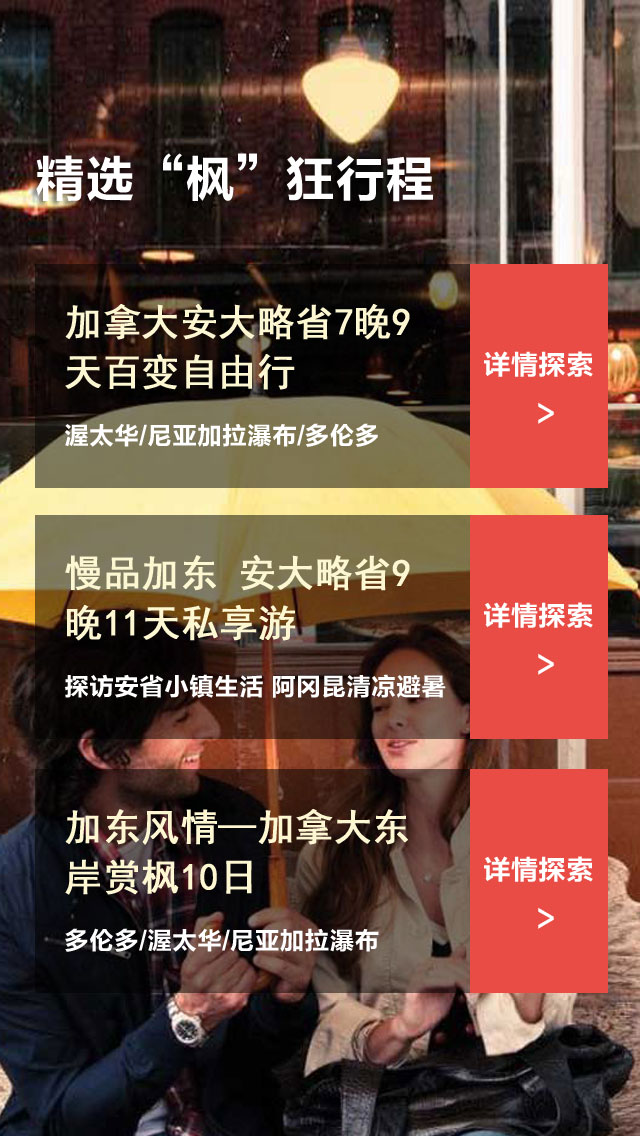 精选“枫”狂行程
加拿大安大略省7晚9
天百变自由行
渥太华/尼亚加拉瀑布/多伦多
详情探索
>
慢品加东 安大略省9
晚11天私享游
探访安省小镇生活 阿冈昆清凉避暑
详情探索
>
加东风情—加拿大东
岸赏枫10日
多伦多/渥太华/尼亚加拉瀑布
详情探索
>